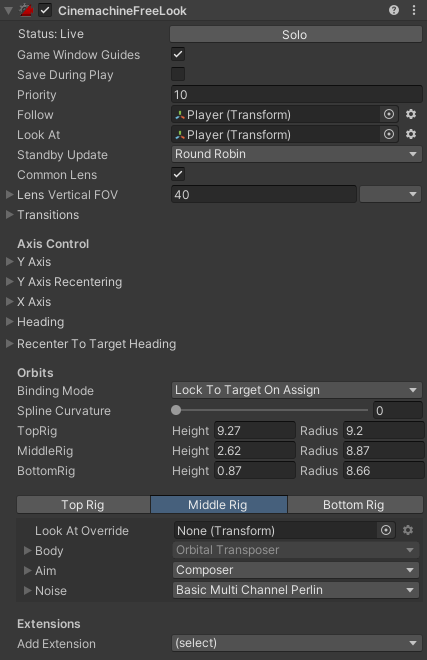 CinemachineFreeLook
Status: Live Solo
Game Window Guides
Save During Play
Priority 10
Follow Player (Transform)
Look At Player (Transform)
Standby Update Round Robin
Common Lens
Lens Vertical FOV 40
Transitions
Axis Control
Y Axis
Y Axis Recentering
X Axis
Heading
Recenter To Target Heading
Orbits
Binding Mode Lock To Target On Assign
Spline Curvature 0
TopRig Height 9.27 Radius 9.2
MiddleRig Height 2.62 Radius 8.87
BottomRig Height 0.87 Radius 8.66
Top Rig Middle Rig Bottom Rig
Look At Override None (Transform)
Body Orbital Transposer
Aim Composer
Noise Basic Multi Channel Perlin
Extensions
Add Extension (select)